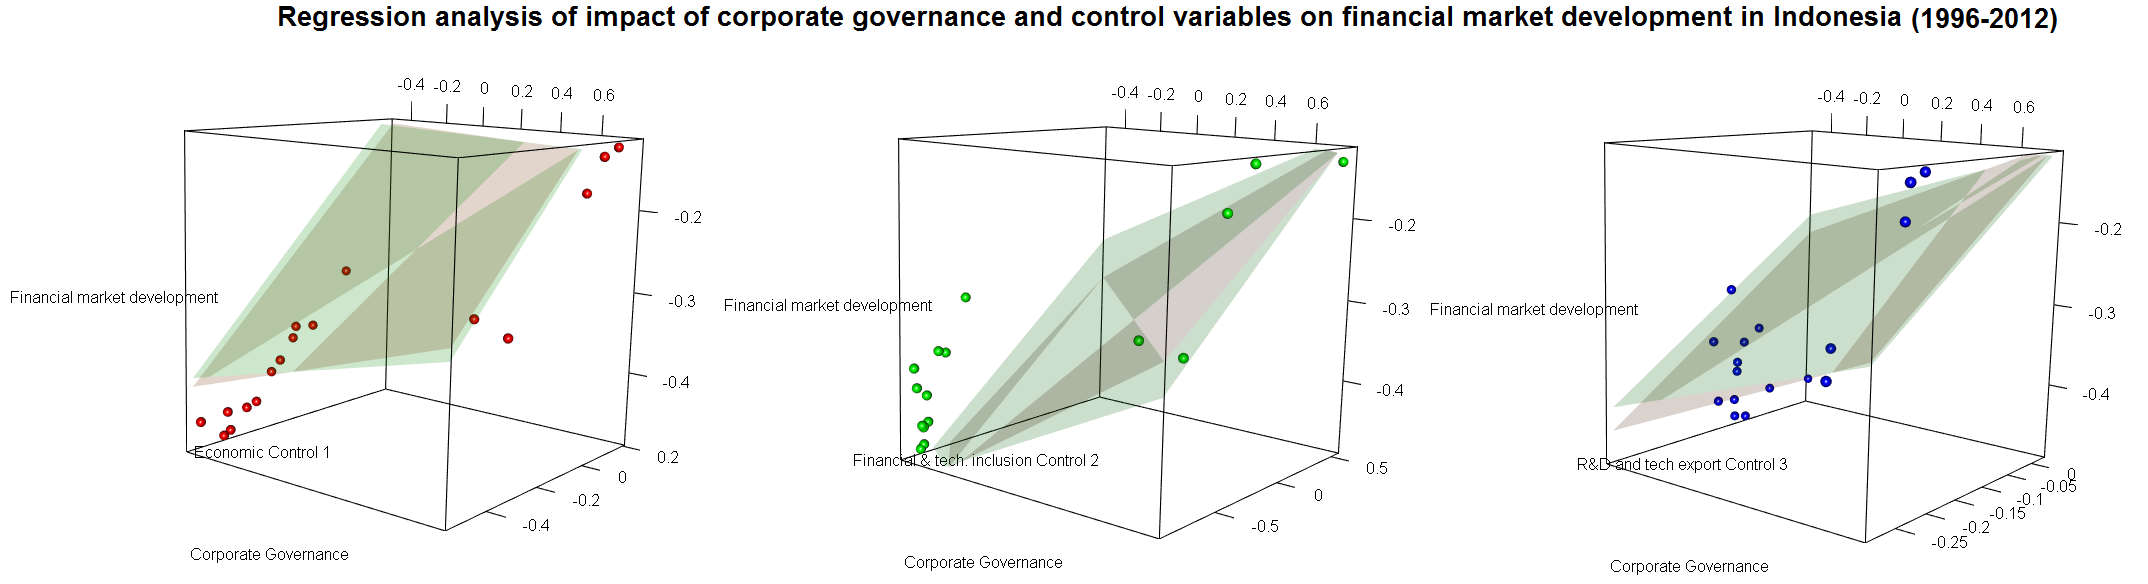 Regression analysis of impact of corporate governance and control variables on financial market development in Indonesia (1996-2012)
-0.4 -0.2 0 0.2 0.4 0.6
-0.2
-0.3
-0.4
Financial market development
Economic Control 1
0.2
0
-0.2
-0.4
Corporate Governance
-0.4 -0.2 0 0.2 0.4 0.6
-0.2
-0.3
-0.4
Financial market development
Financial & tech. inclusion Control 2
0.5
0
-0.5
Corporate Governance
-0.4 -0.2 0 0.2 0.4 0.6
-0.2
-0.3
-0.4
Financial market development
R&D and tech export Control 3
0
-0.05
-0.1
-0.15
-0.2
-0.25
Corporate Governance